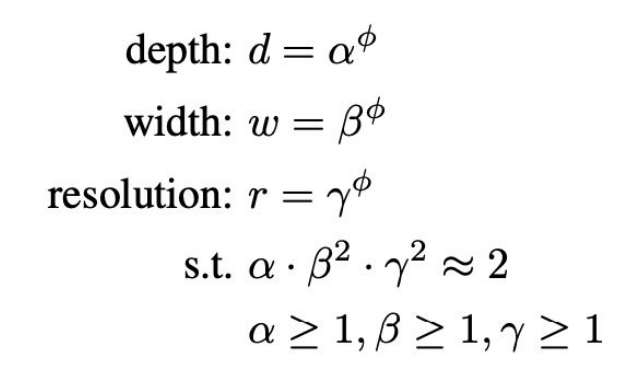 depth: d = α^ϕ
width: w = β^ϕ
resolution: r = γ^ϕ
s.t. α · β² · γ² ≈ 2
α ≥ 1, β ≥ 1, γ ≥ 1